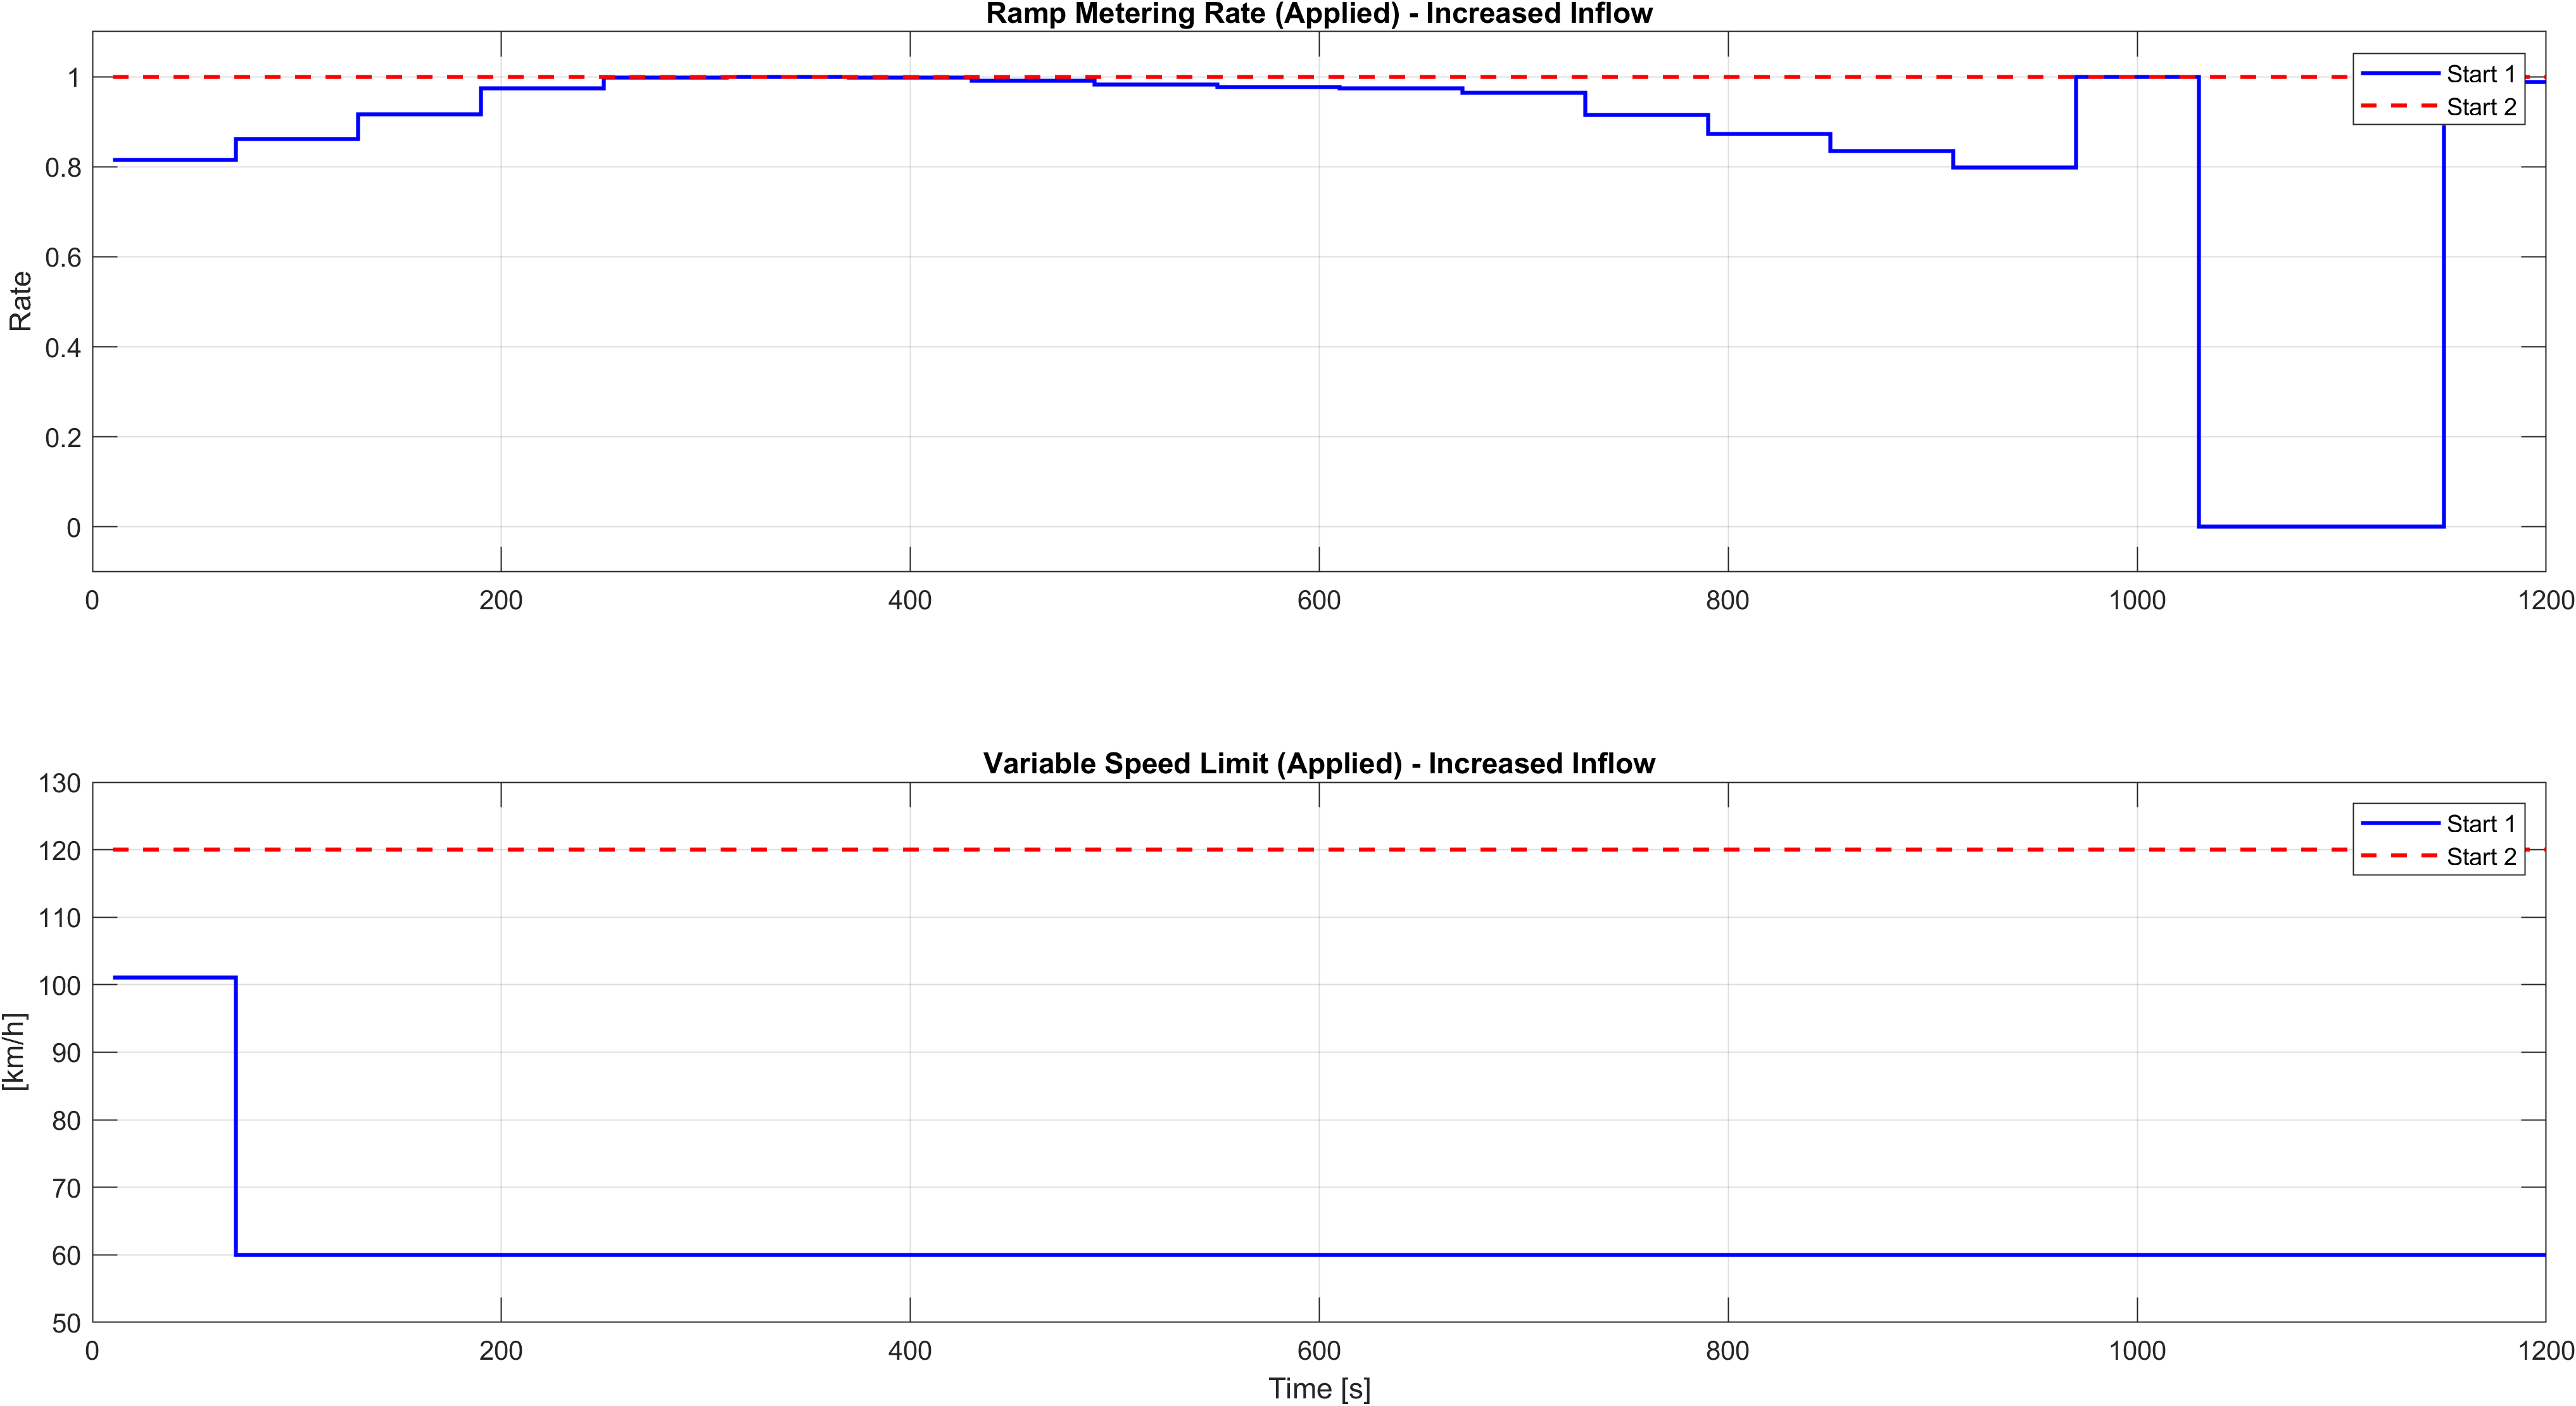 Ramp Metering Rate (Applied) - Increased Inflow
Rate
1
0.8
0.6
0.4
0.2
0
0 200 400 600 800 1000 1200
Start 1
Start 2
Variable Speed Limit (Applied) - Increased Inflow
[km/h]
130
120
110
100
90
80
70
60
50
0 200 400 600 800 1000 1200
Start 1
Start 2
Time [s]